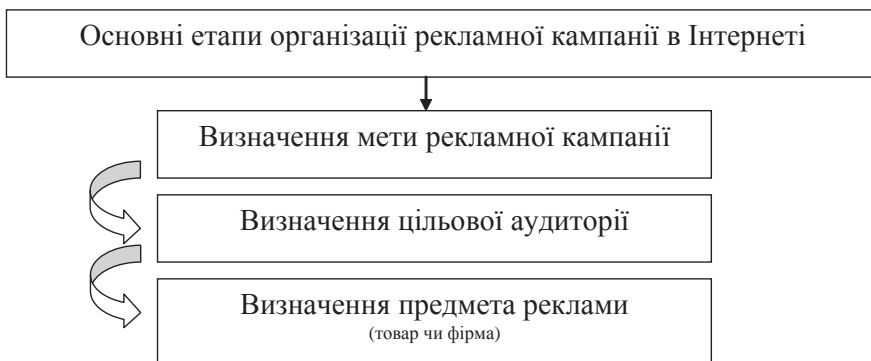 Основні етапи організації рекламної кампанії в Інтернеті
Визначення мети рекламної кампанії
Визначення цільової аудиторії
Визначення предмета реклами
(товар чи фірма)